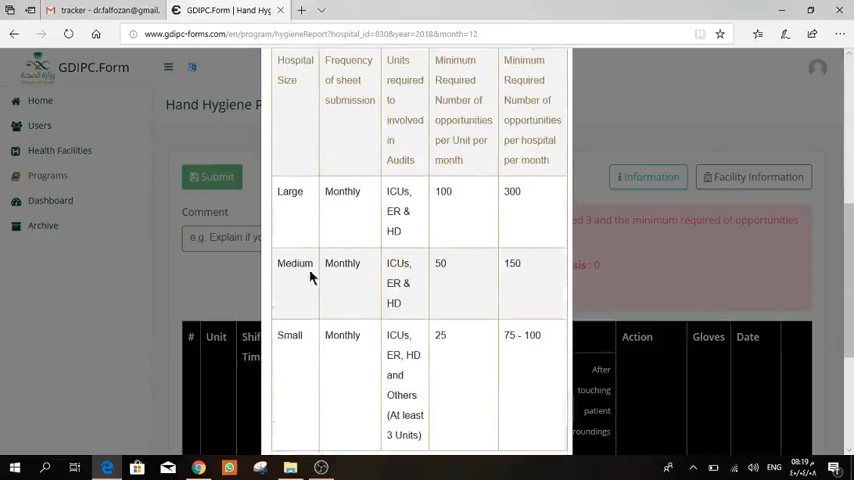 tracker - dr.falfozan@gmail.
GDIPC.Form | Hand Hyg
www.gdipc-forms.com/en/program/hygieneReport?hospital_id=830&year=2018&month=12
وزارة الصحة
GDIPC.Form
Hand Hygiene P
Home
Users
Health Facilities
Programs
Dashboard
Archive
Submit
Information
Facility Information
Comment
e.g. Explain if yo
ed 3 and the minimum required of opportunities
sis : 0
Hospital Size
Frequency of sheet submission
Units required to involved in Audits
Minimum Required Number of opportunities per Unit per month
Minimum Required Number of opportunities per hospital per month
Large
Monthly
ICUs, ER & HD
100
300
Medium
Monthly
ICUs, ER & HD
50
150
Small
Monthly
ICUs, ER, HD and Others (At least 3 Units)
25
75 - 100
#
Unit
Shif
Tim
Action
Gloves
Date
After
touching
patient
roundings
ENG